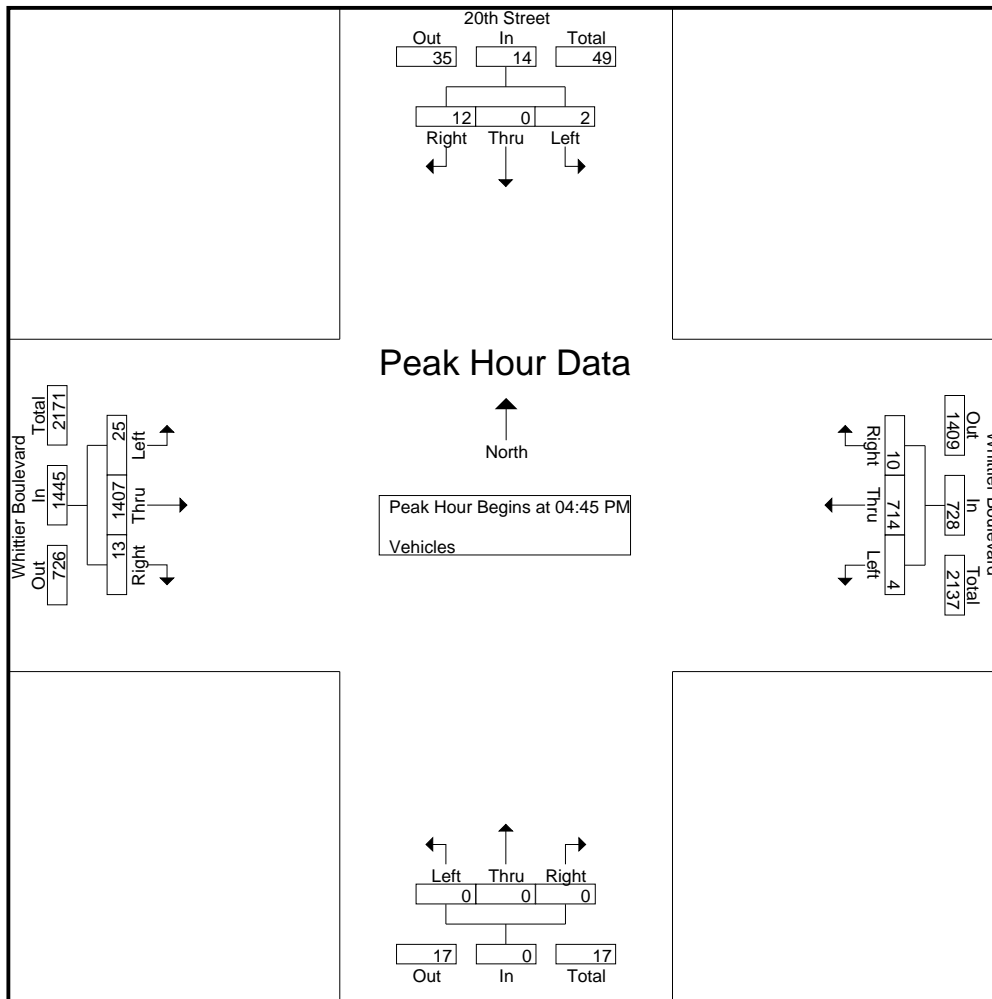 20th Street
Out In Total
35 14 49
12 0 2
Right Thru Left
Peak Hour Data
North
Peak Hour Begins at 04:45 PM
Vehicles
Whittier Boulevard
Out In Total
726 1445 2171
13 1407 25
Right Thru Left
Whittier Boulevard
Out In Total
1409 728 2137
10 714 4
Right Thru Left
Left Thru Right
0 0 0
17 0 17
Out In Total